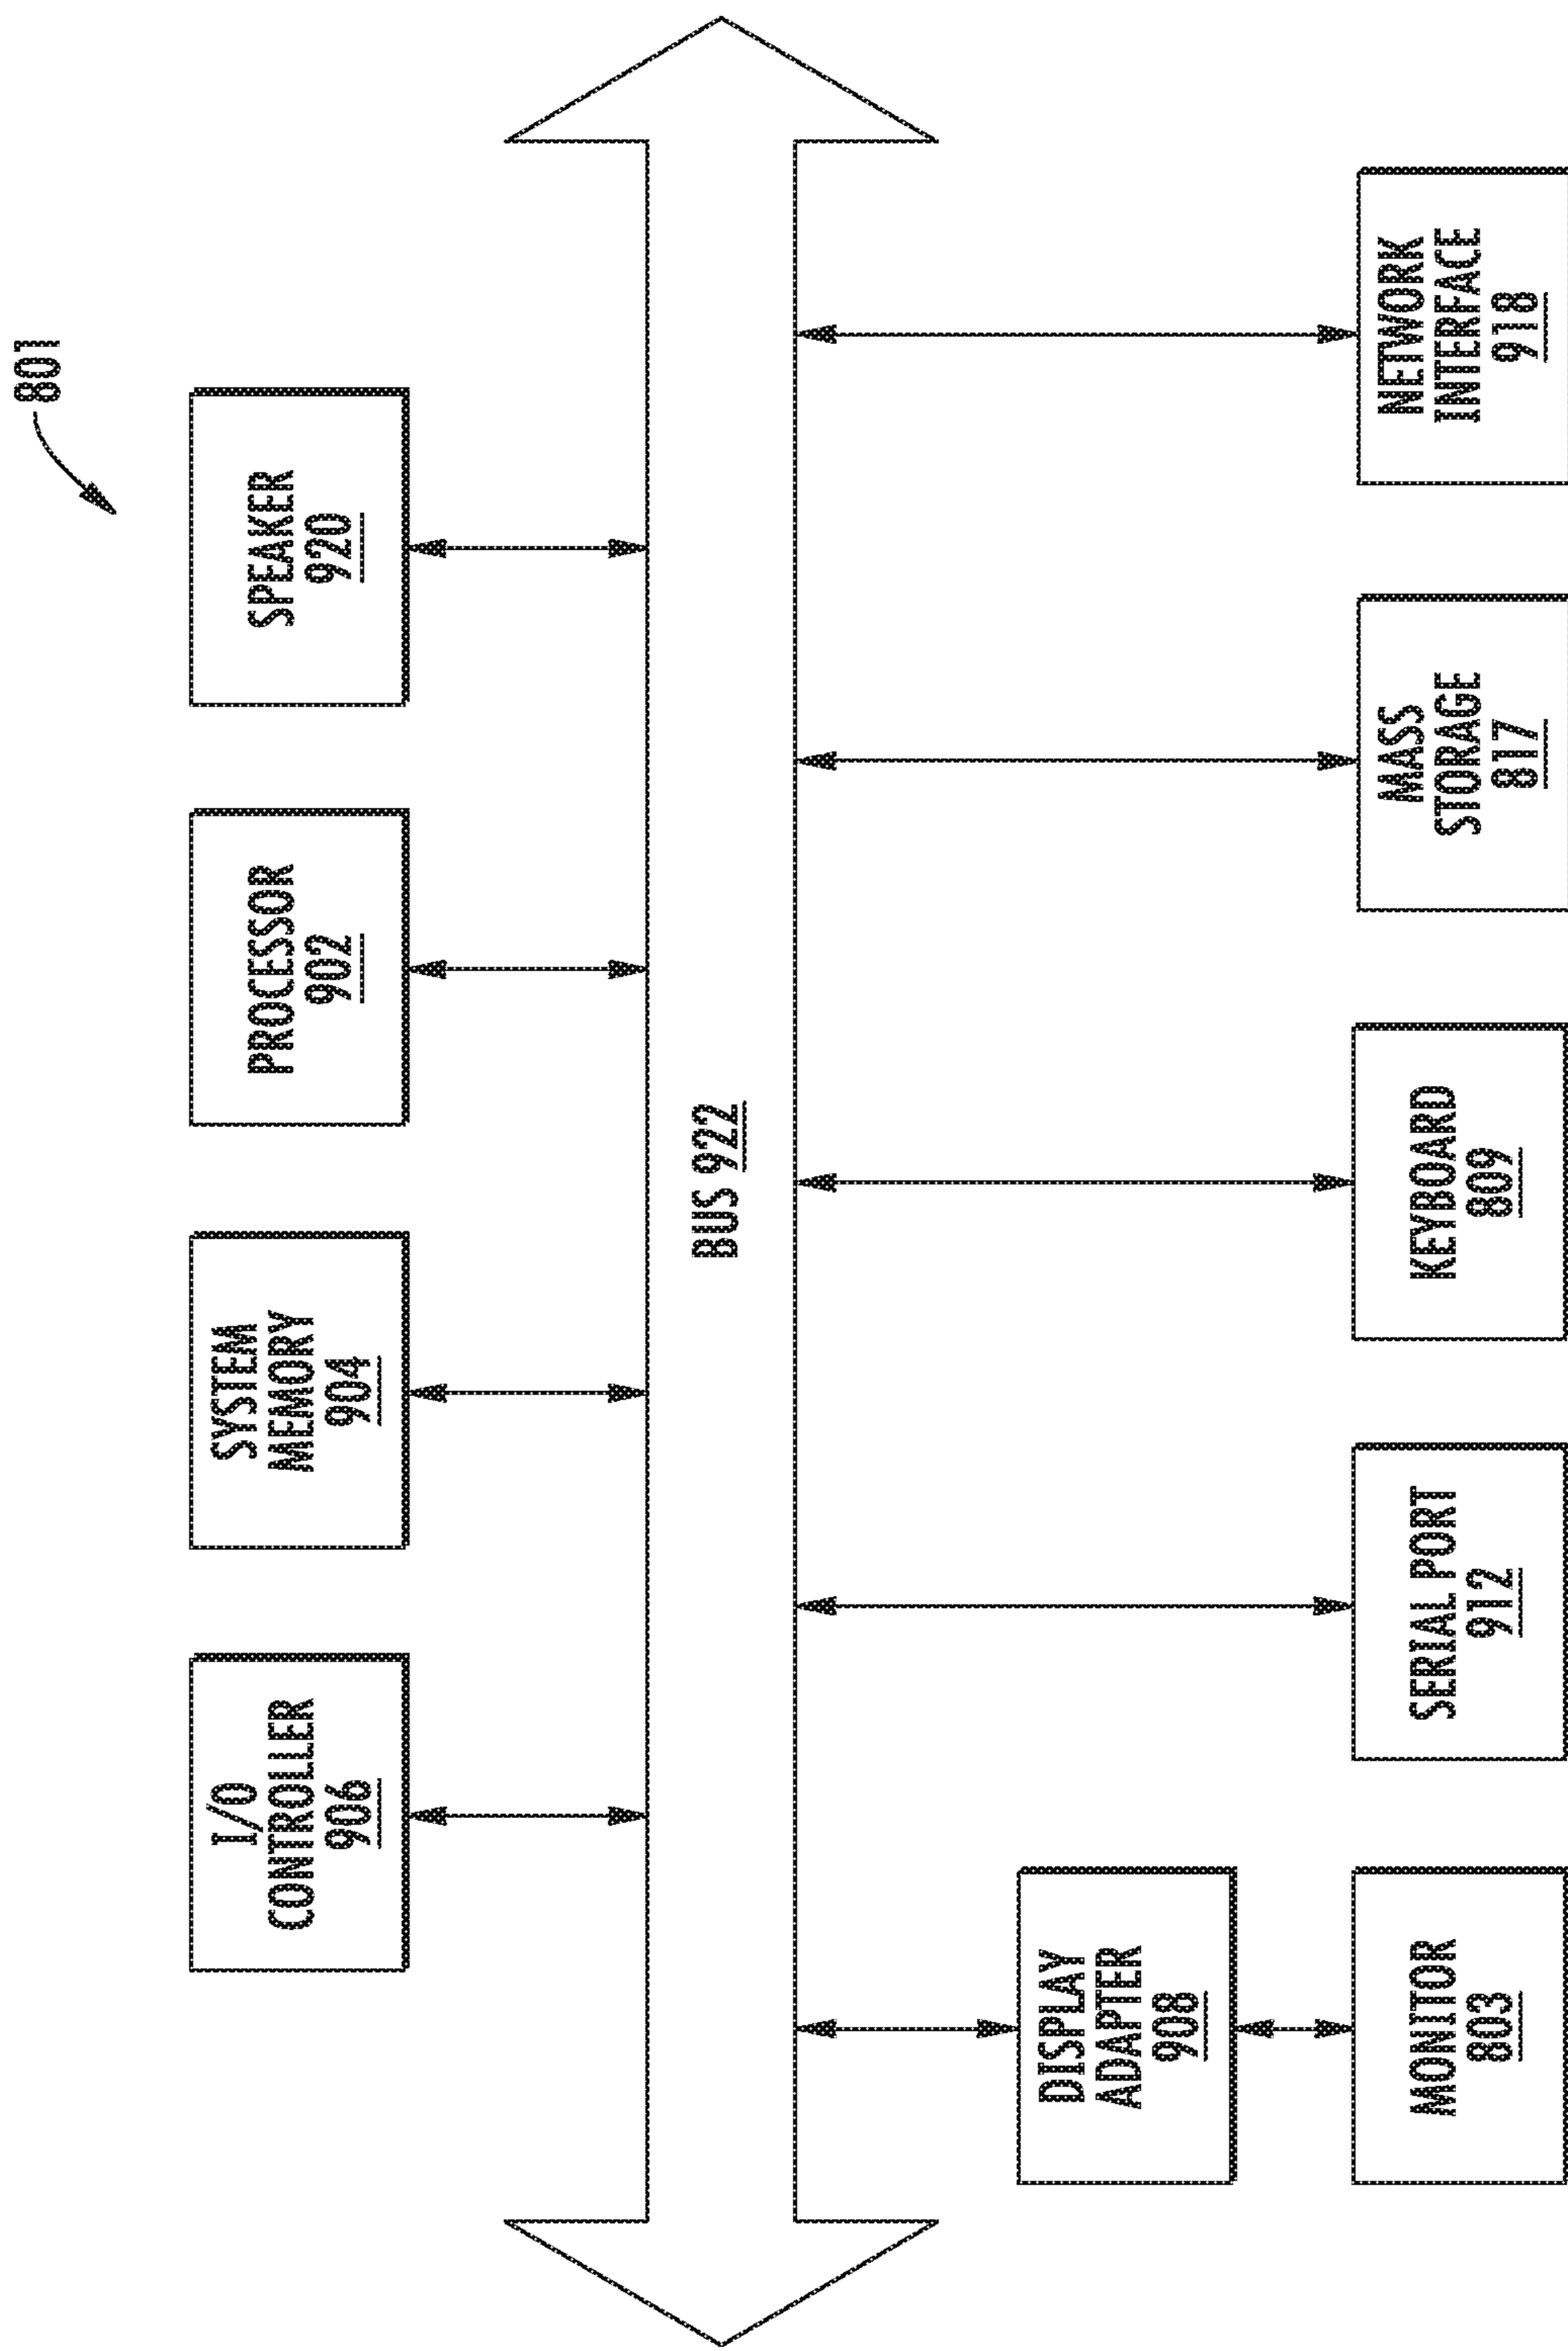 801
I/O
CONTROLLER
906
SYSTEM
MEMORY
904
PROCESSOR
902
SPEAKER
920
BUS 922
DISPLAY
ADAPTER
908
MONITOR
803
SERIAL PORT
912
KEYBOARD
809
MASS
STORAGE
817
NETWORK
INTERFACE
918